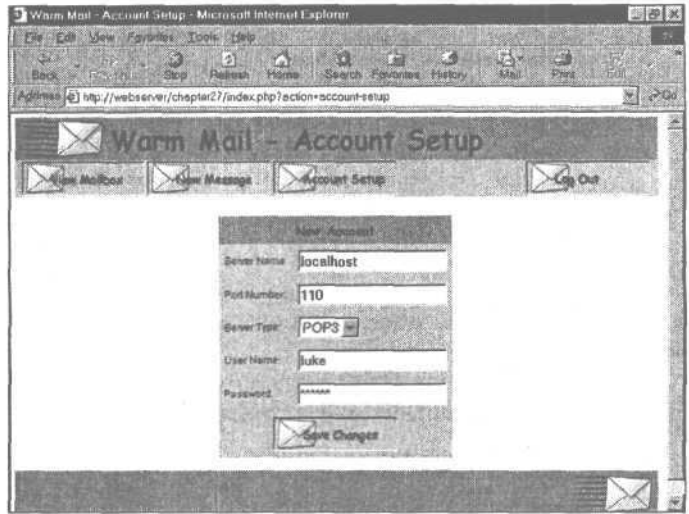 Warm Mail - Account Setup - Microsoft Internet Explorer
File Edit View Favorites Tools Help
Back Stop Refresh Home Search Favorites History Mail Print Edit
Address http://webserver/chapter27/index.php?action=account-setup Go
Warm Mail - Account Setup
View Mailbox New Message Account Setup Log Out
New Account
Server Name localhost
Port Number: 110
Server Type: POP3
User Name: luke
Password ******
Save Changes